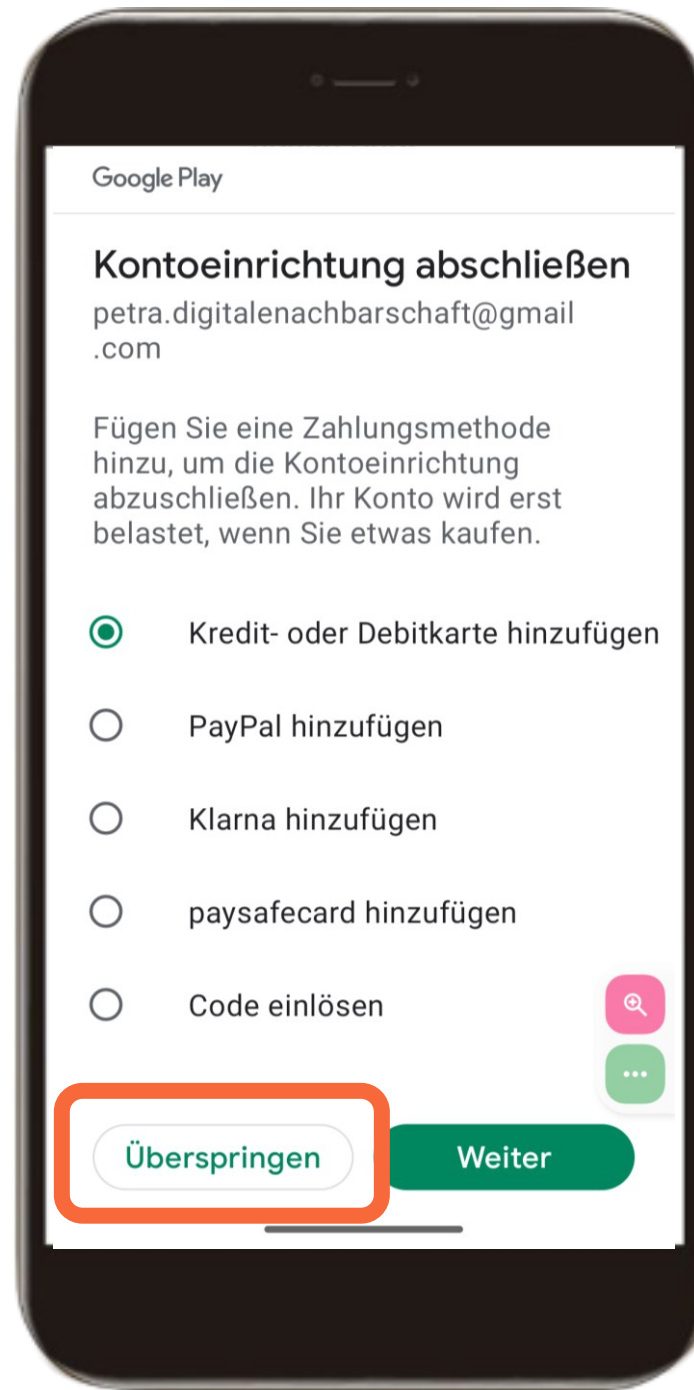 Google Play
Kontoeinrichtung abschließen
petra.digitalenachbarschaft@gmail
.com
Fügen Sie eine Zahlungsmethode
hinzu, um die Kontoeinrichtung
abzuschließen. Ihr Konto wird erst
belastet, wenn Sie etwas kaufen.
Kredit- oder Debitkarte hinzufügen
PayPal hinzufügen
Klarna hinzufügen
paysafecard hinzufügen
Code einlösen
Überspringen
Weiter